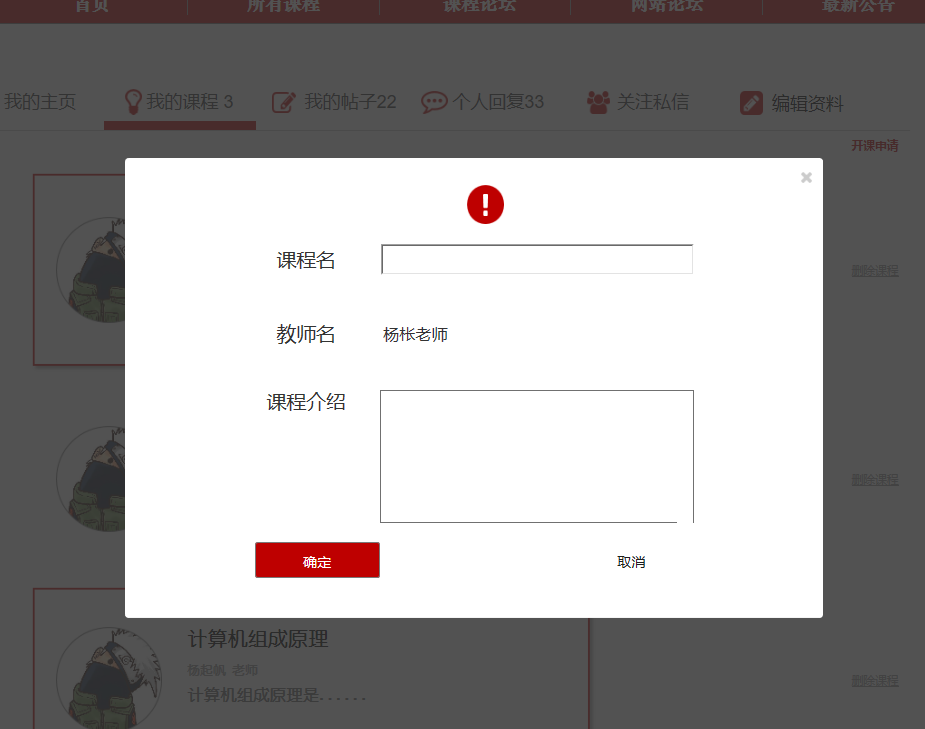 首页 所有课程 课程论坛 网站论坛 最新公告
我的主页 我的课程 3 我的帖子22 个人回复33 关注私信 编辑资料
开课申请
课程名
删除课程
教师名 杨枨老师
课程介绍
删除课程
确定 取消
计算机组成原理
杨起帆 老师
删除课程
计算机组成原理是......